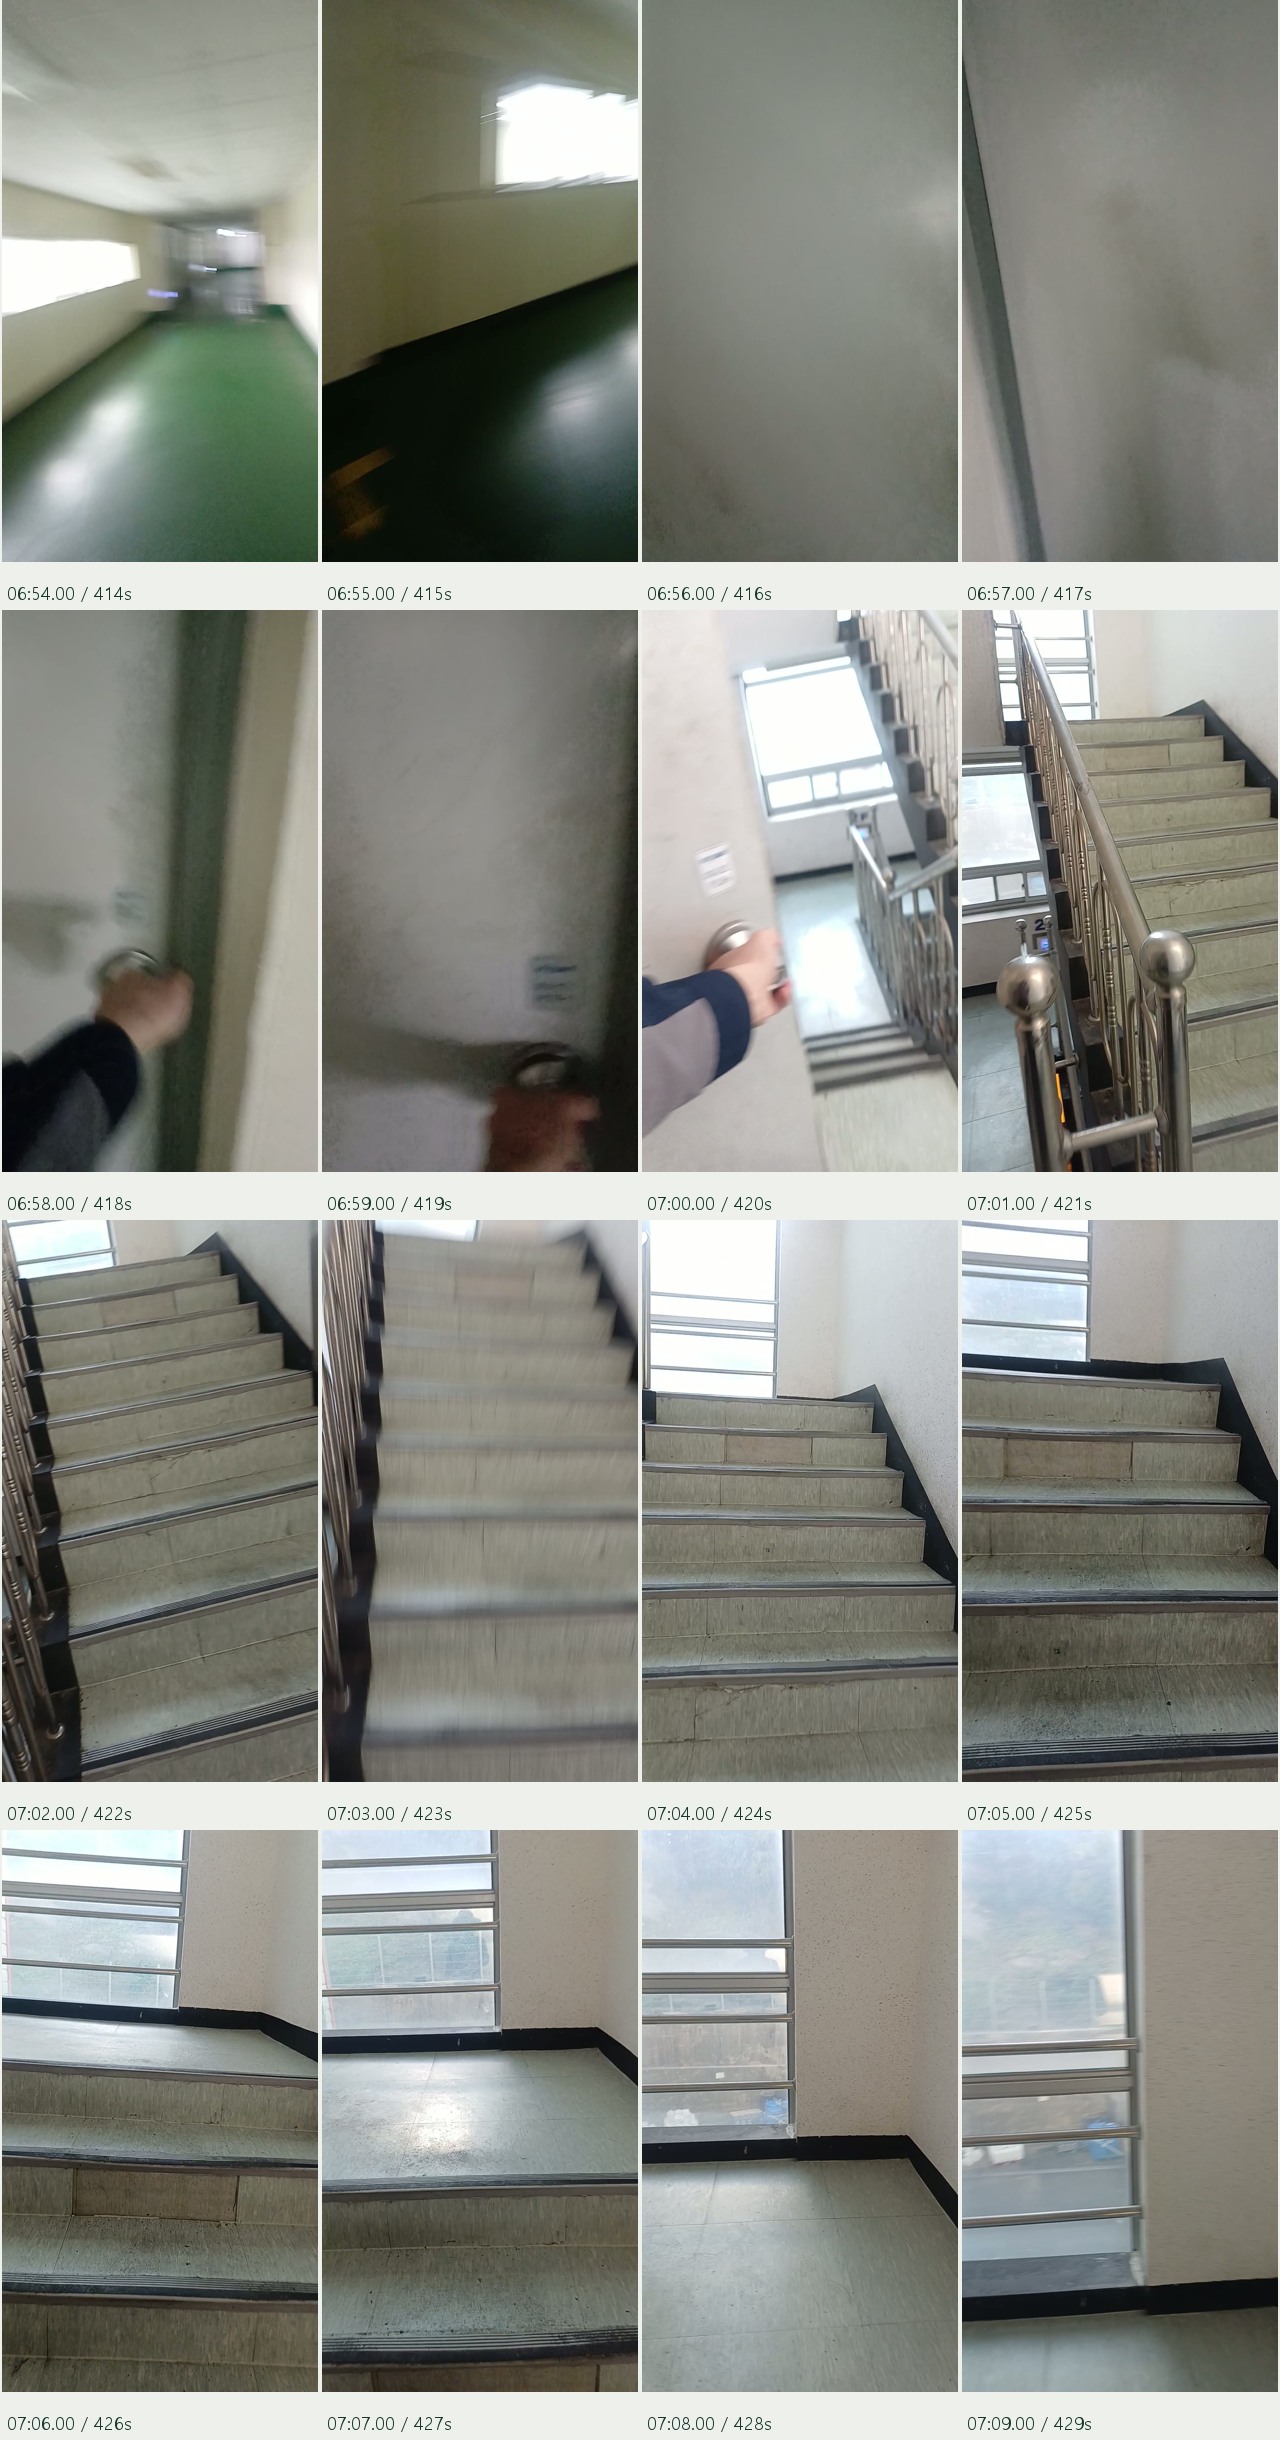 06:54.00 / 414s
06:55.00 / 415s
06:56.00 / 416s
06:57.00 / 417s
06:58.00 / 418s
06:59.00 / 419s
07:00.00 / 420s
2
07:01.00 / 421s
07:02.00 / 422s
07:03.00 / 423s
07:04.00 / 424s
07:05.00 / 425s
07:06.00 / 426s
07:07.00 / 427s
07:08.00 / 428s
07:09.00 / 429s